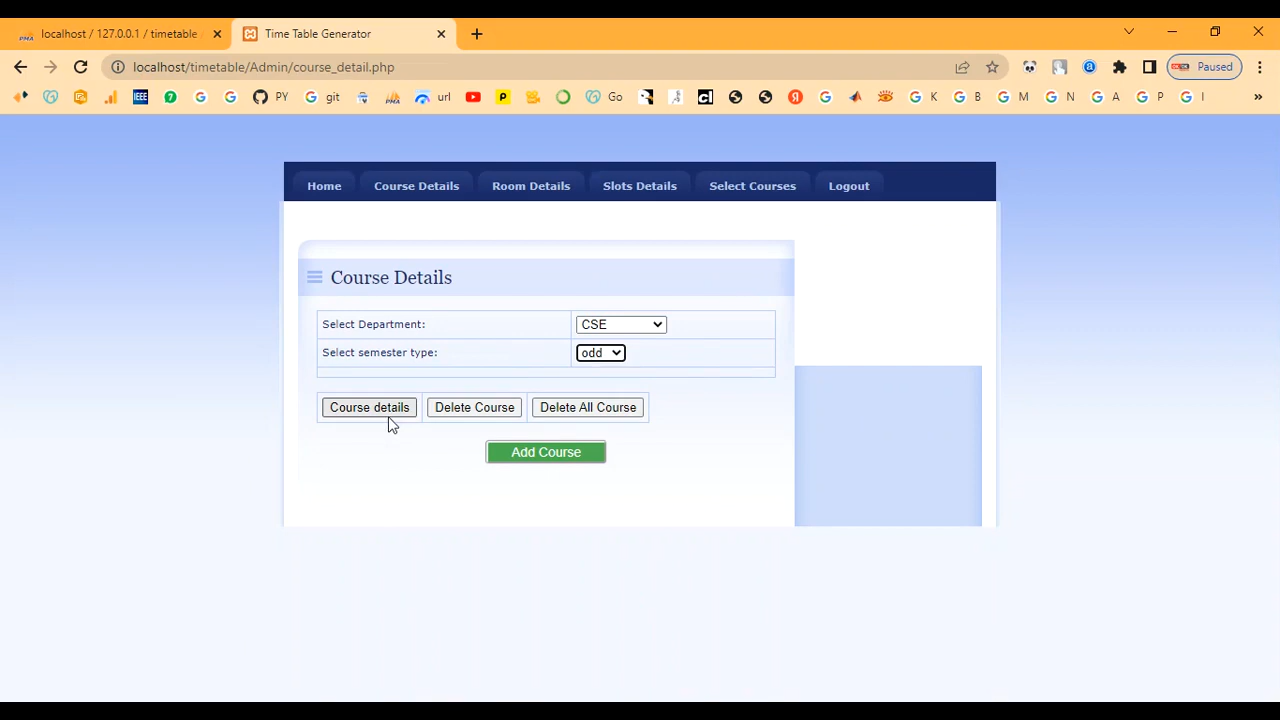 localhost / 127.0.0.1 / timetable
Time Table Generator
localhost/timetable/Admin/course_detail.php
Paused
IEEE
PY
git
PMA
url
Go
K
B
M
N
A
P
I
Home
Course Details
Room Details
Slots Details
Select Courses
Logout
Course Details
Select Department:
CSE
Select semester type:
odd
Course details
Delete Course
Delete All Course
Add Course